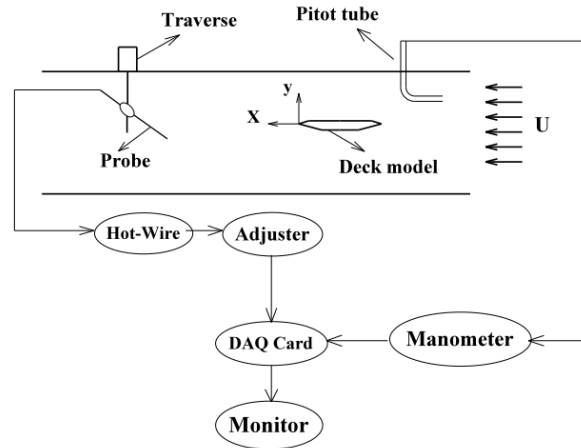 Traverse
Pitot tube
y
X
U
Probe
Deck model
Hot-Wire
Adjuster
DAQ Card
Manometer
Monitor